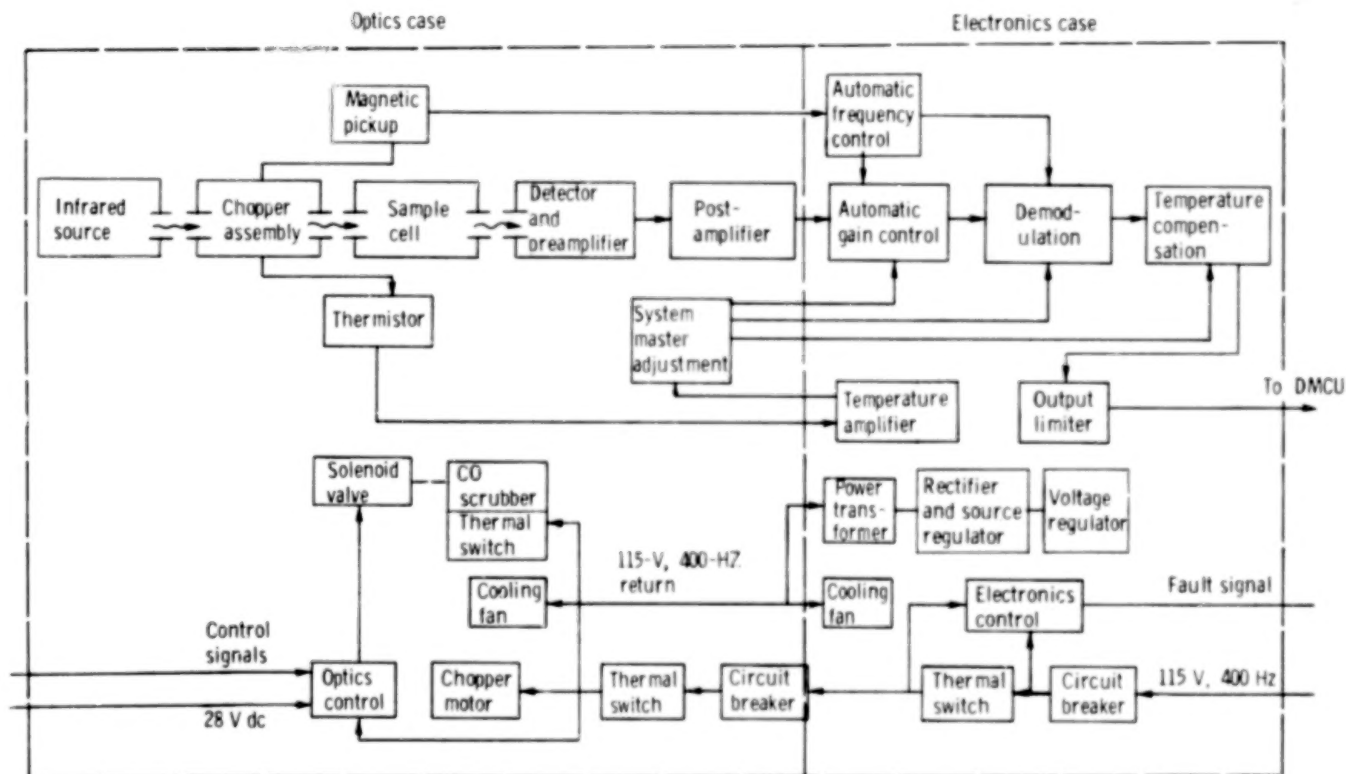 Optics case
Electronics case
Magnetic
pickup
Automatic
frequency
control
Infrared
source
Chopper
assembly
Sample
cell
Detector
and
preamplifier
Post-
amplifier
Automatic
gain control
Demod-
ulation
Temperature
compen-
sation
Thermistor
System
master
adjustment
Temperature
amplifier
Output
limiter
To DMCU
Solenoid
valve
CO
scrubber
Thermal
switch
Power
trans-
former
Rectifier
and source
regulator
Voltage
regulator
115-V, 400-HZ
return
Cooling
fan
Cooling
fan
Electronics
control
Fault signal
Control
signals
Optics
control
28 V dc
Chopper
motor
Thermal
switch
Circuit
breaker
Thermal
switch
Circuit
breaker
115 V, 400 Hz